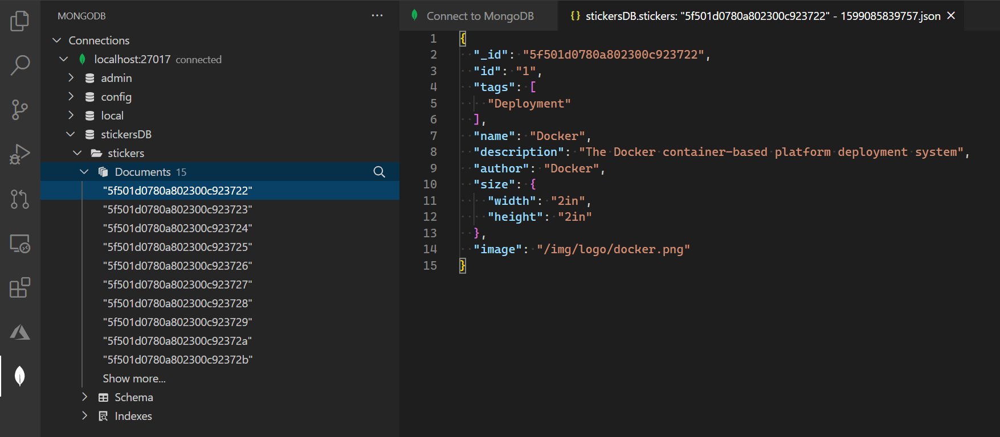 MONGODB
Connections
localhost:27017 connected
admin
config
local
stickersDB
stickers
Documents 15
"5f501d0780a802300c923722"
"5f501d0780a802300c923723"
"5f501d0780a802300c923724"
"5f501d0780a802300c923725"
"5f501d0780a802300c923726"
"5f501d0780a802300c923727"
"5f501d0780a802300c923728"
"5f501d0780a802300c923729"
"5f501d0780a802300c92372a"
"5f501d0780a802300c92372b"
Show more...
Schema
Indexes
Connect to MongoDB
{} stickersDB.stickers: "5f501d0780a802300c923722" - 1599085839757.json
1 {
2 "_id": "5f501d0780a802300c923722",
3 "id": "1",
4 "tags": [
5 "Deployment"
6 ],
7 "name": "Docker",
8 "description": "The Docker container-based platform deployment system",
9 "author": "Docker",
10 "size": {
11 "width": "2in",
12 "height": "2in"
13 },
14 "image": "/img/logo/docker.png"
15 }